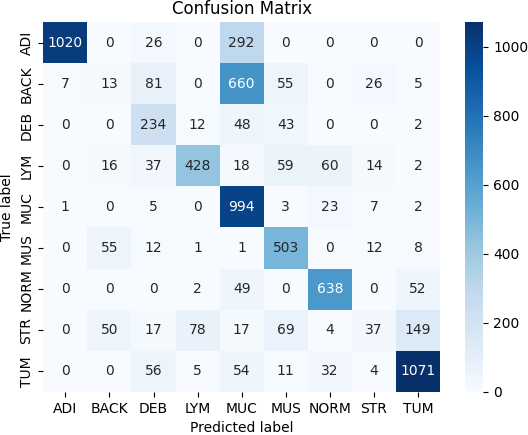 Confusion Matrix
ADI 1020 0 26 0 292 0 0 0 0
BACK 7 13 81 0 660 55 0 26 5
DEB 0 0 234 12 48 43 0 0 2
LYM 0 16 37 428 18 59 60 14 2
MUC 1 0 5 0 994 3 23 7 2
MUS 0 55 12 1 1 503 0 12 8
NORM 0 0 0 2 49 0 638 0 52
STR 0 50 17 78 17 69 4 37 149
TUM 0 0 56 5 54 11 32 4 1071
ADI BACK DEB LYM MUC MUS NORM STR TUM
Predicted label
True label
1000
800
600
400
200
0